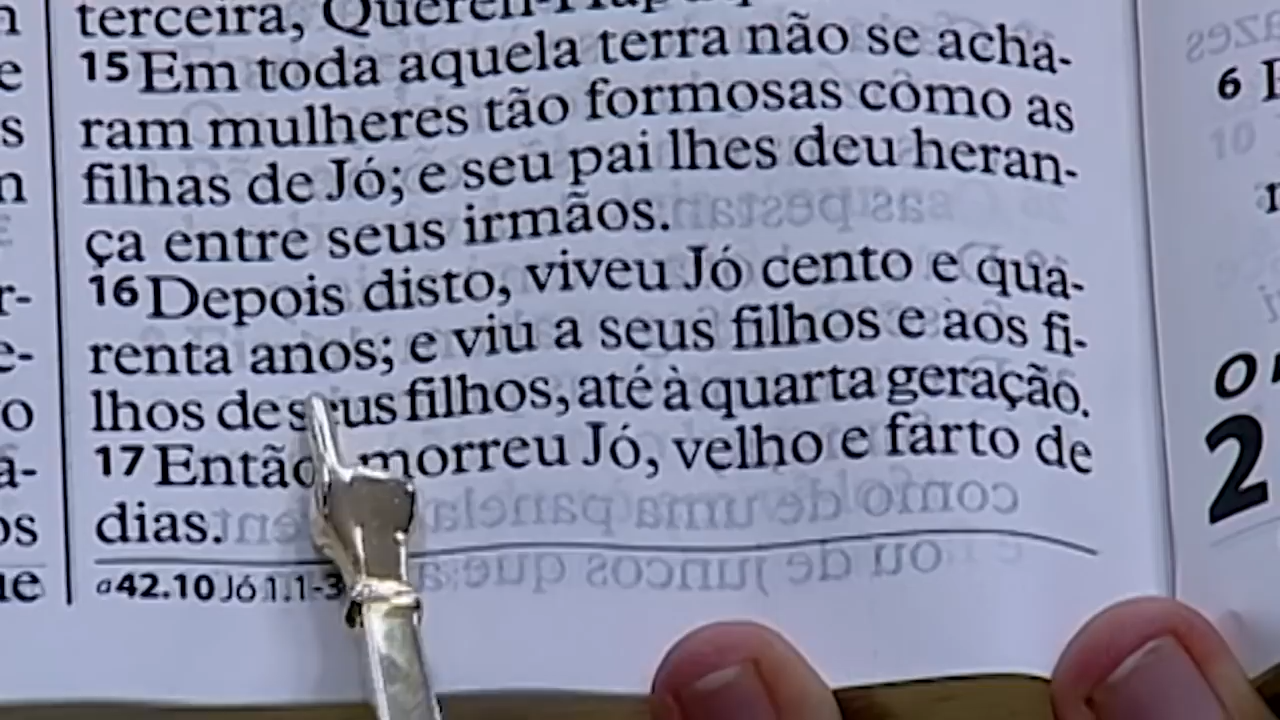 terceira, Quéren-Hapuque.
15 Em toda aquela terra não se acha-
ram mulheres tão formosas como as
filhas de Jó; e seu pai lhes deu heran-
ça entre seus irmãos.
16 Depois disto, viveu Jó cento e qua-
renta anos; e viu a seus filhos e aos fi-
lhos de seus filhos, até à quarta geração.
17 Então morreu Jó, velho e farto de
dias.
a 42.10 Jó 1.1-3
6
2